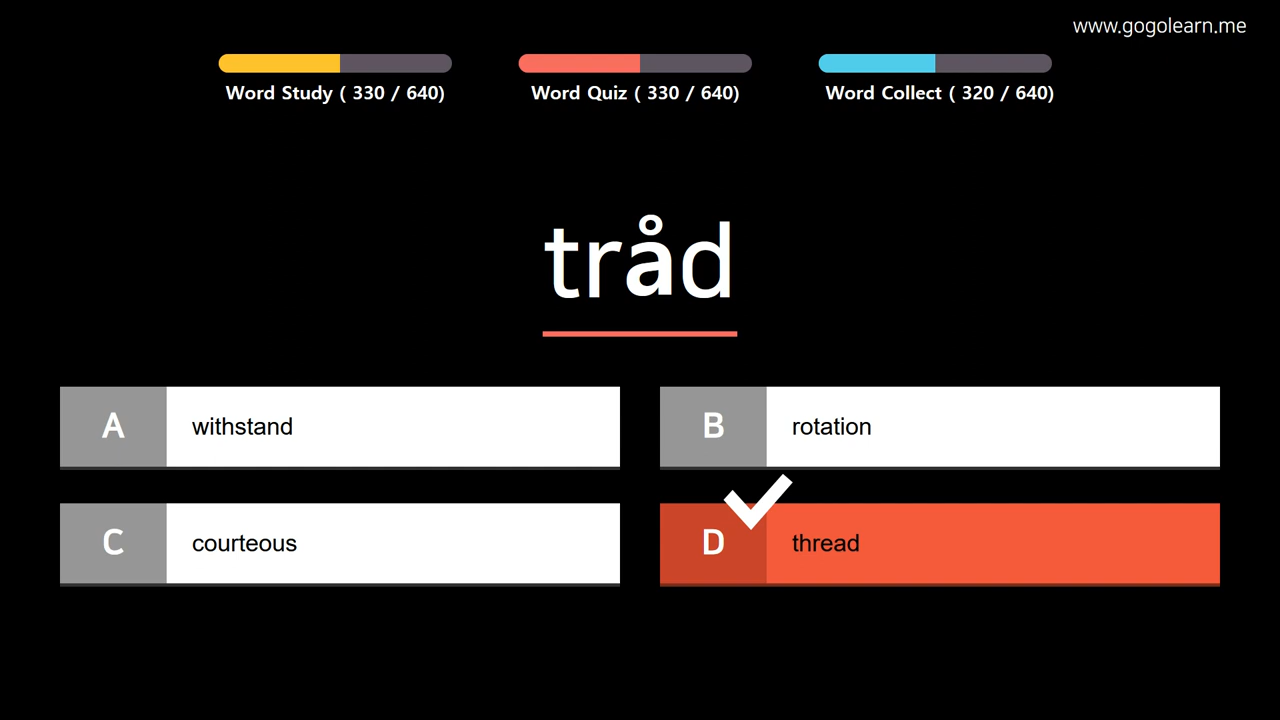 www.gogolearn.me
Word Study ( 330 / 640)
Word Quiz ( 330 / 640)
Word Collect ( 320 / 640)
tråd
A withstand
B rotation
C courteous
D thread